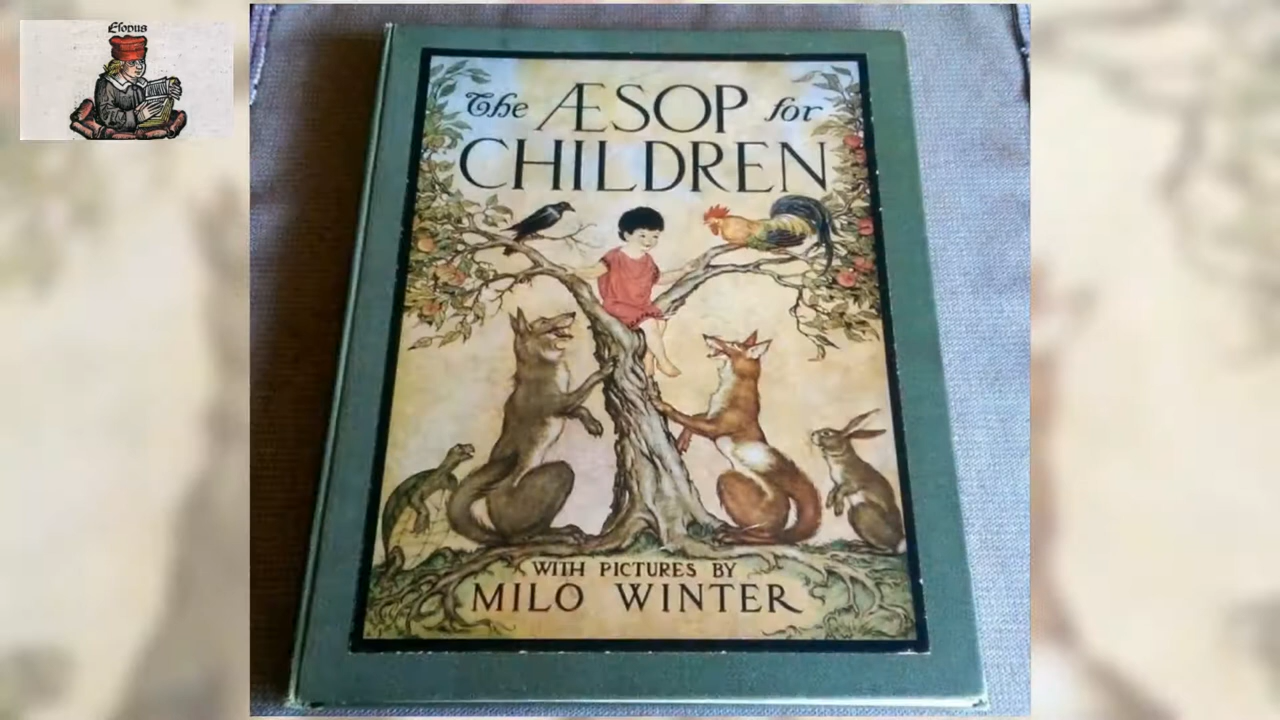 Esopus
The ÆSOP for
CHILDREN
WITH PICTURES BY
MILO WINTER